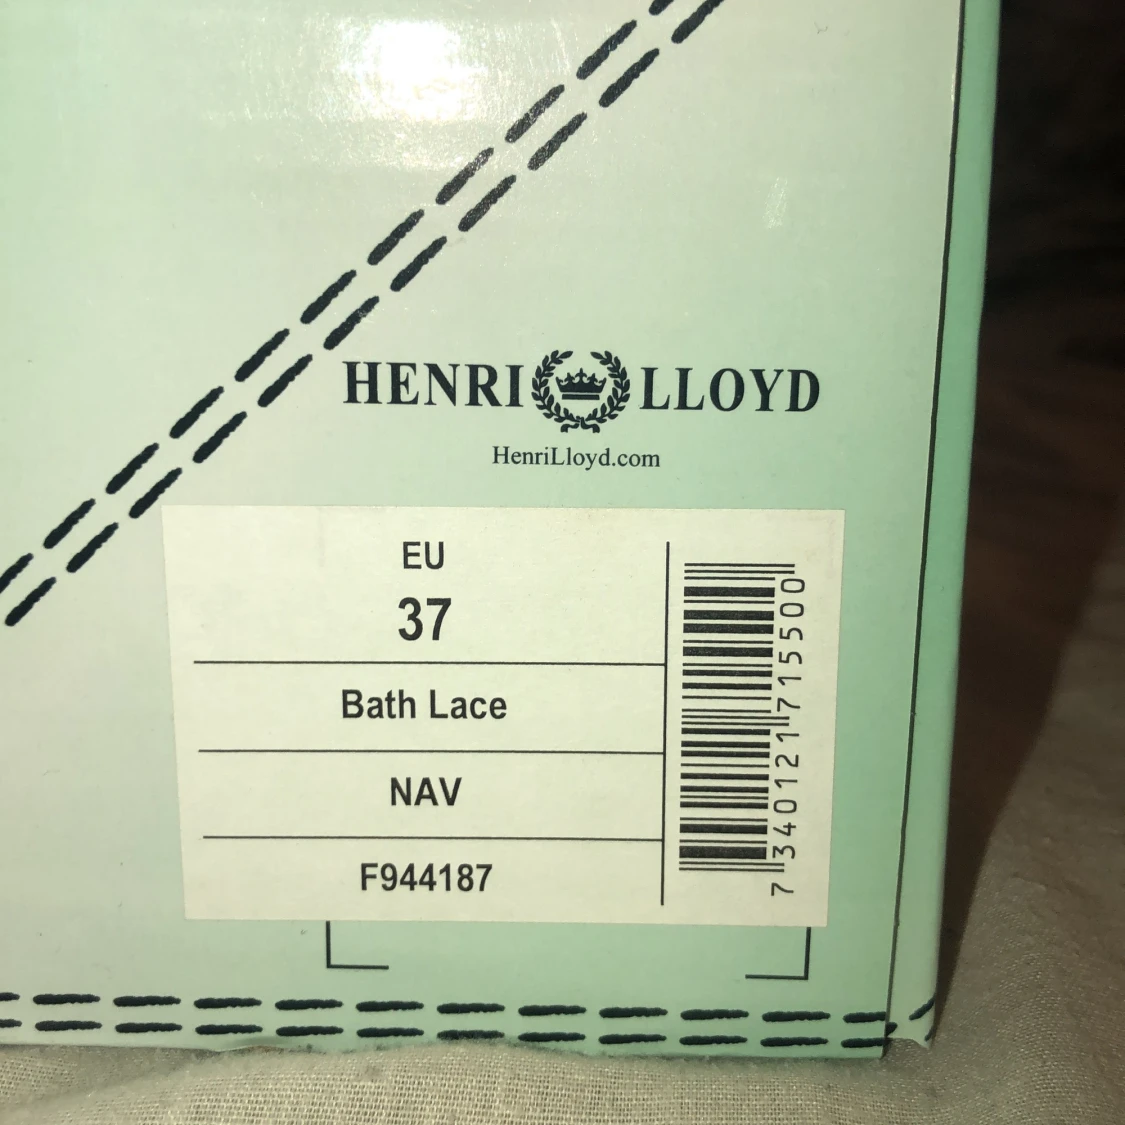 HENRI LLOYD
HenriLloyd.com
EU
37
Bath Lace
NAV
F944187
7 340121 715500